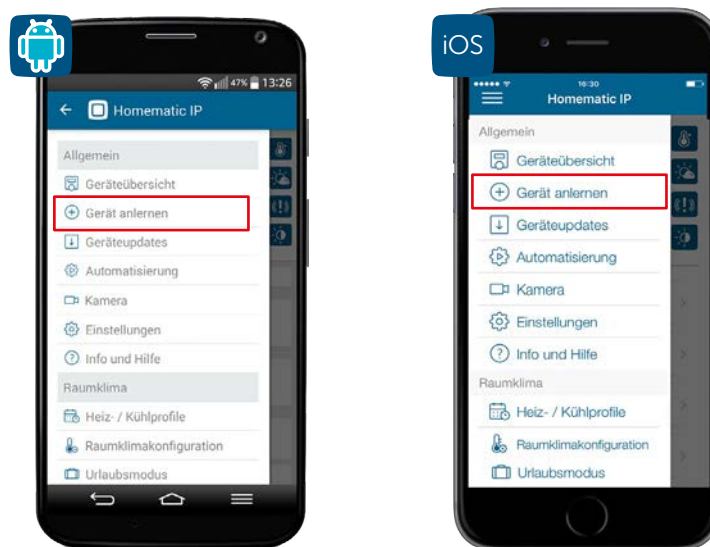 47% 13:26
Homematic IP
Allgemein
Geräteübersicht
Gerät anlernen
Geräteupdates
Automatisierung
Kamera
Einstellungen
Info und Hilfe
Raumklima
Heiz- / Kühlprofile
Raumklimakonfiguration
Urlaubsmodus
iOS
16:30
Homematic IP
Allgemein
Geräteübersicht
Gerät anlernen
Geräteupdates
Automatisierung
Kamera
Einstellungen
Info und Hilfe
Raumklima
Heiz- / Kühlprofile
Raumklimakonfiguration
Urlaubsmodus